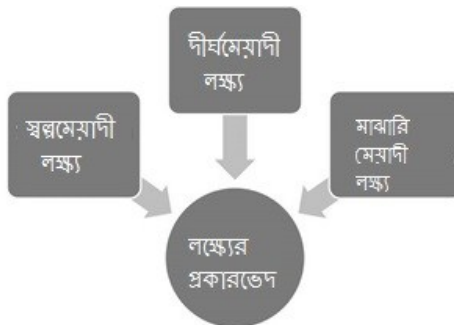 দীর্ঘমেয়াদী
লক্ষ্য
স্বল্পমেয়াদী
লক্ষ্য
মাঝারি
মেয়াদী
লক্ষ্য
লক্ষ্যের
প্রকারভেদ